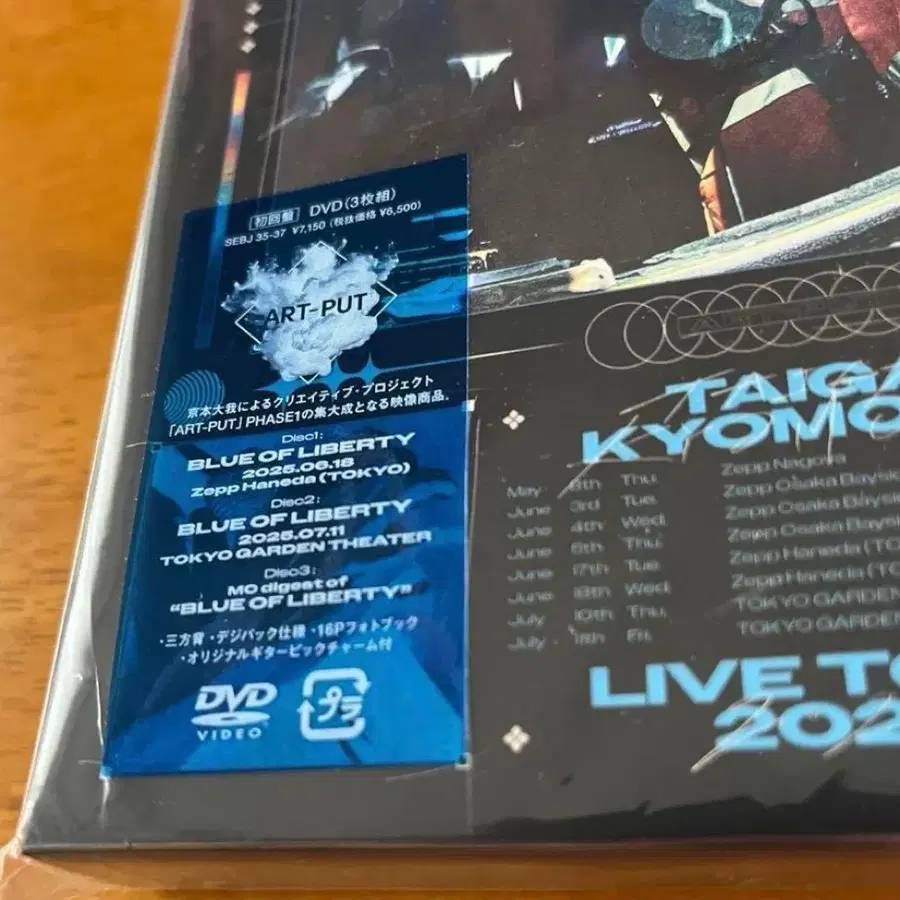 初回盤 DVD(3枚組)
SEBJ 35-37 ¥7,150 (税抜価格 ¥6,500)
ART-PUT
京本大我によるクリエイティブ・プロジェクト
「ART-PUT」PHASE1の集大成となる映像商品.
Disc1:
BLUE OF LIBERTY
2025.06.18
Zepp Haneda (TOKYO)
Disc2:
BLUE OF LIBERTY
2025.07.11
TOKYO GARDEN THEATER
Disc3:
MO digest of
"BLUE OF LIBERTY"
・三方背・デジパック仕様・16Pフォトブック
・オリジナルギターピックチャーム付
DVD
VIDEO
プラ
TAIGA
KYOMO
May Thu. Zepp Nagoya
June 3rd Tue. Zepp Osaka Baysi
June 4th Wed. Zepp Osaka Baysi
June 5th Thu. Zepp Osaka Baysi
June 17th Tue. Zepp Haneda (TO
June 18th Wed. Zepp Haneda (TO
July 10th Thu. TOKYO GARDEN
July 11th Fri. TOKYO GARDEN
LIVE TO
202